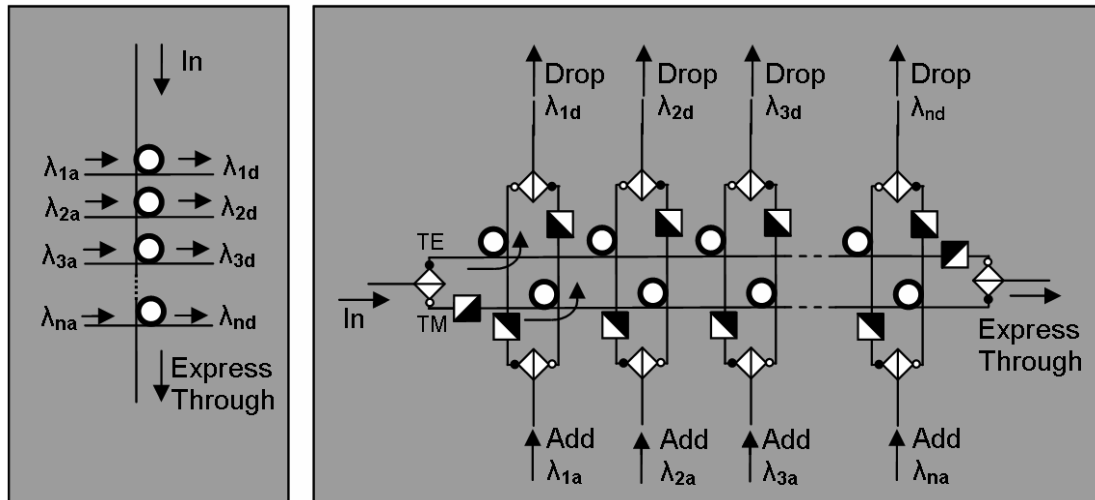 In
λ1a λ1d
λ2a λ2d
λ3a λ3d
λna λnd
Express
Through
Drop Drop Drop Drop
λ1d λ2d λ3d λnd
TE
In TM
Express
Through
Add Add Add Add
λ1a λ2a λ3a λna